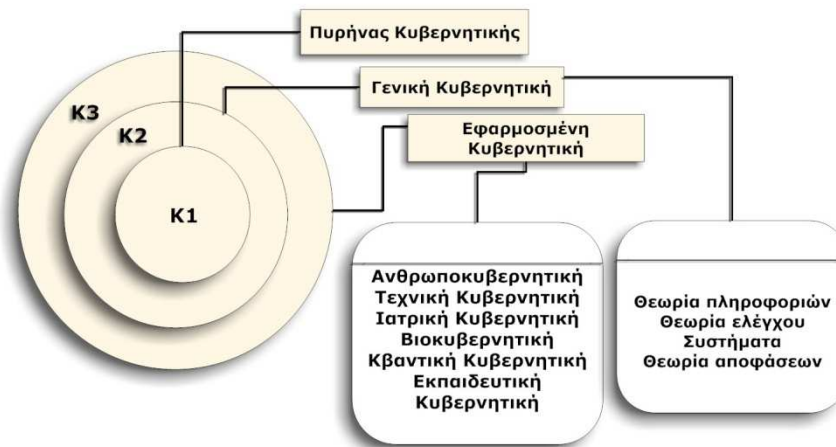 Πυρήνας Κυβερνητικής
Γενική Κυβερνητική
Εφαρμοσμένη
Κυβερνητική
K3
K2
K1
Ανθρωποκυβερνητική
Τεχνική Κυβερνητική
Ιατρική Κυβερνητική
Βιοκυβερνητική
Κβαντική Κυβερνητική
Εκπαιδευτική
Κυβερνητική
Θεωρία πληροφοριών
Θεωρία ελέγχου
Συστήματα
Θεωρία αποφάσεων